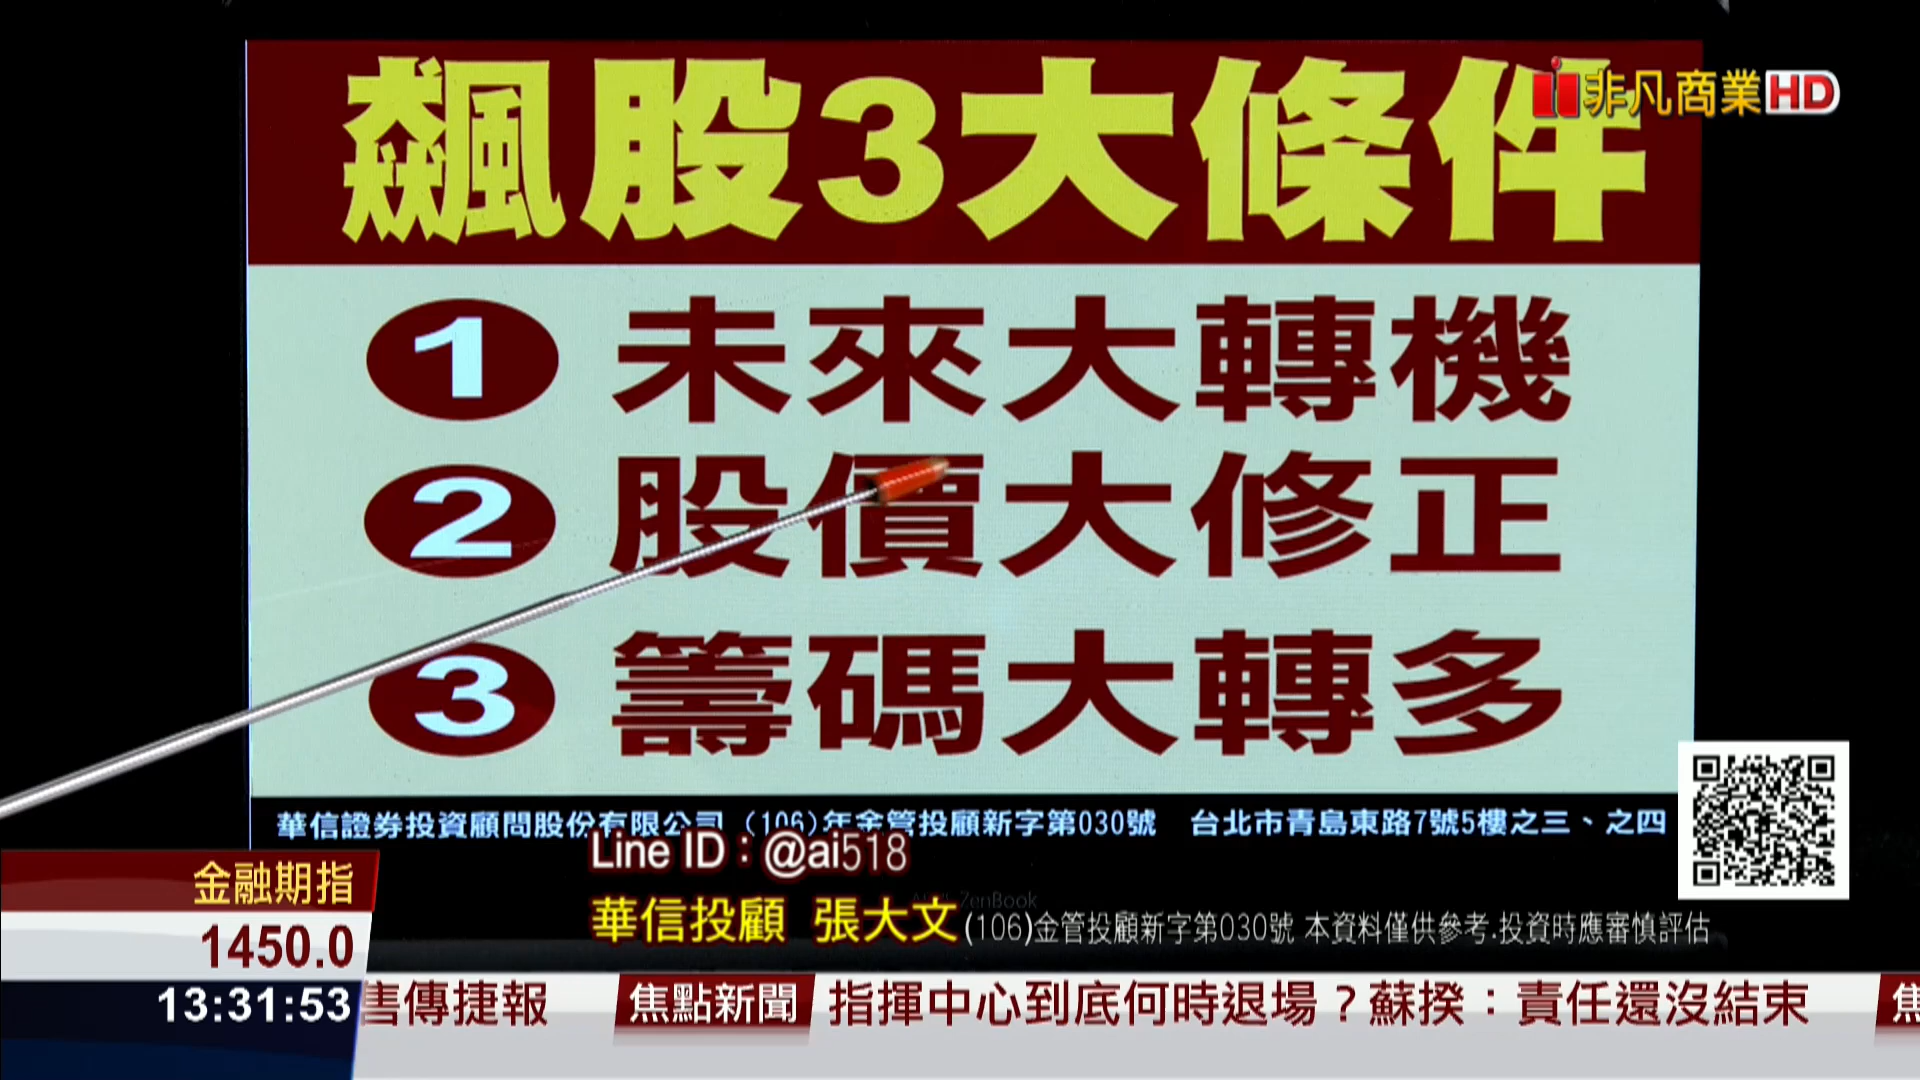 飆股3大條件
非凡商業HD
1 未來大轉機
2 股價大修正
3 籌碼大轉多
華信證券投資顧問股份有限公司 (106)年金管投顧新字第030號 台北市青島東路7號5樓之三、之四
Line ID：@ai518
ZenBook
華信投顧 張大文 (106)金管投顧新字第030號 本資料僅供參考.投資時應審慎評估
金融期指
1450.0
13:31:53
售傳捷報 焦點新聞 指揮中心到底何時退場？蘇揆：責任還沒結束 焦